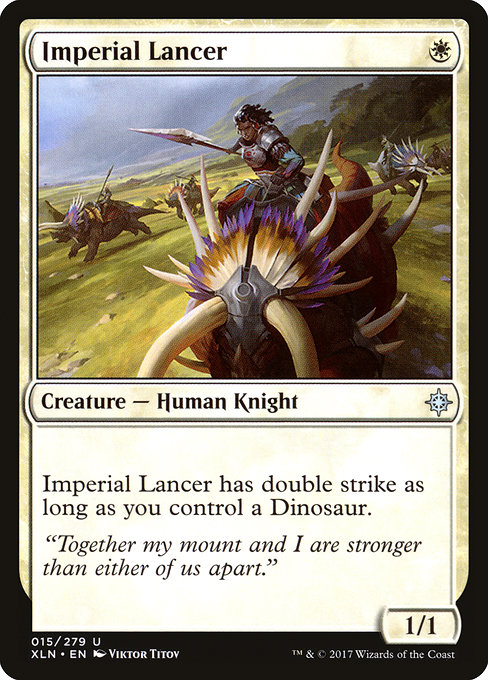 Imperial Lancer
Creature — Human Knight
Imperial Lancer has double strike as
long as you control a Dinosaur.
“Together my mount and I are stronger
than either of us apart.”
1/1
015/279 U
XLN • EN Viktor Titov
™ & © 2017 Wizards of the Coast